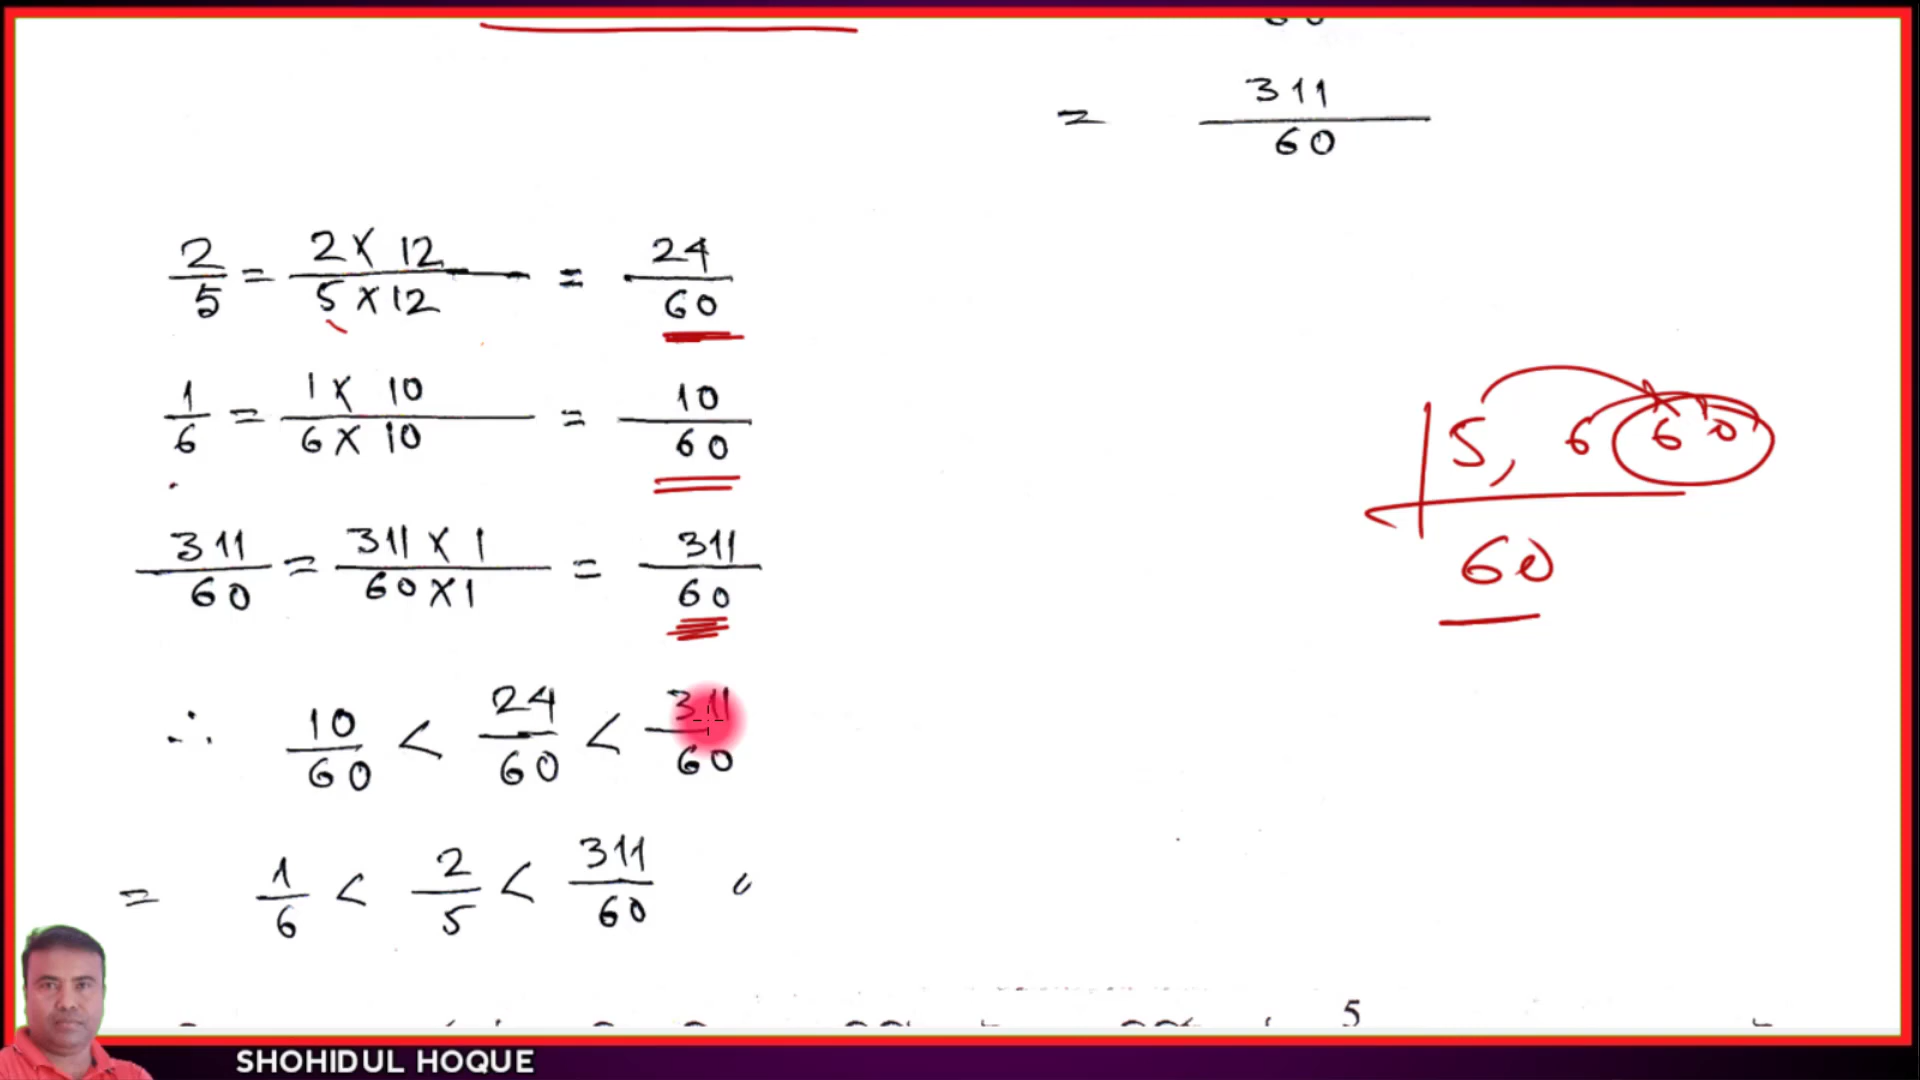 = 311/60
2/5 = 2 × 12 / 5 × 12 = 24/60
1/6 = 1 × 10 / 6 × 10 = 10/60
311/60 = 311 × 1 / 60 × 1 = 311/60
5, 6 60
60
∴ 10/60 < 24/60 < 311/60
= 1/6 < 2/5 < 311/60
5
SHOHIDUL HOQUE